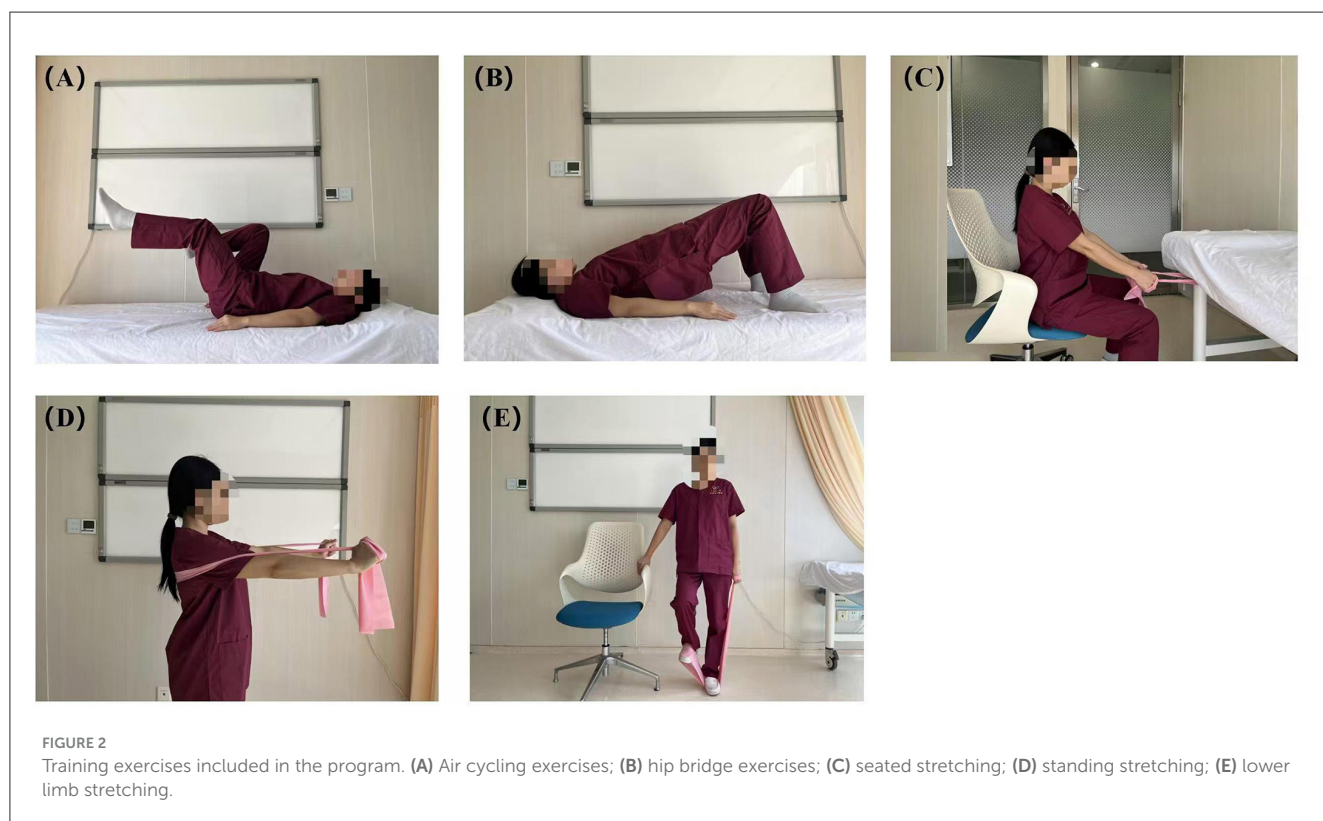 (A)
(B)
(C)
(D)
(E)
FIGURE 2
Training exercises included in the program. (A) Air cycling exercises; (B) hip bridge exercises; (C) seated stretching; (D) standing stretching; (E) lower
limb stretching.